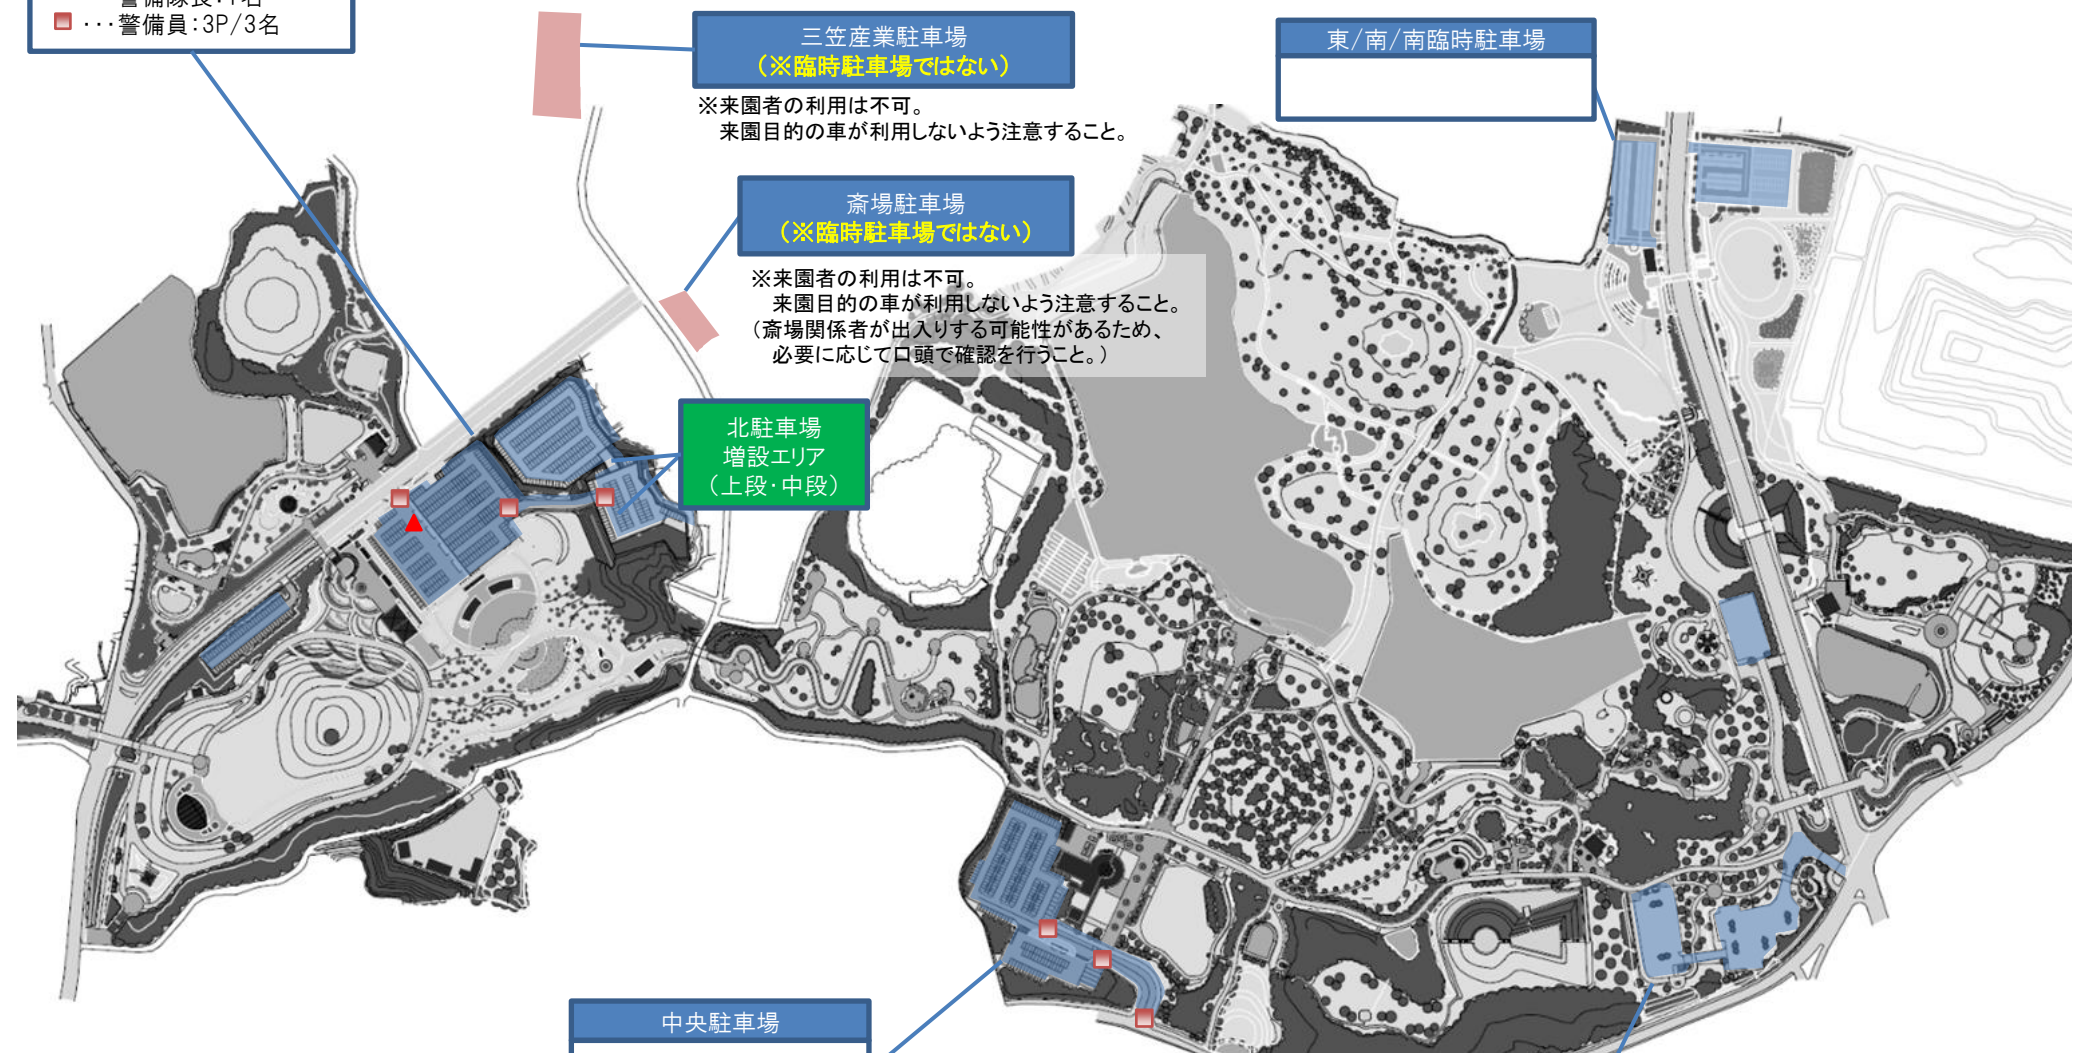 警備隊長：1名
･･･警備員：3P/3名
三笠産業駐車場
（※臨時駐車場ではない）
※来園者の利用は不可。
来園目的の車が利用しないよう注意すること。
東/南/南臨時駐車場
斎場駐車場
（※臨時駐車場ではない）
※来園者の利用は不可。
来園目的の車が利用しないよう注意すること。
（斎場関係者が出入りする可能性があるため、
必要に応じて口頭で確認を行うこと。）
北駐車場
増設エリア
（上段･中段）
中央駐車場